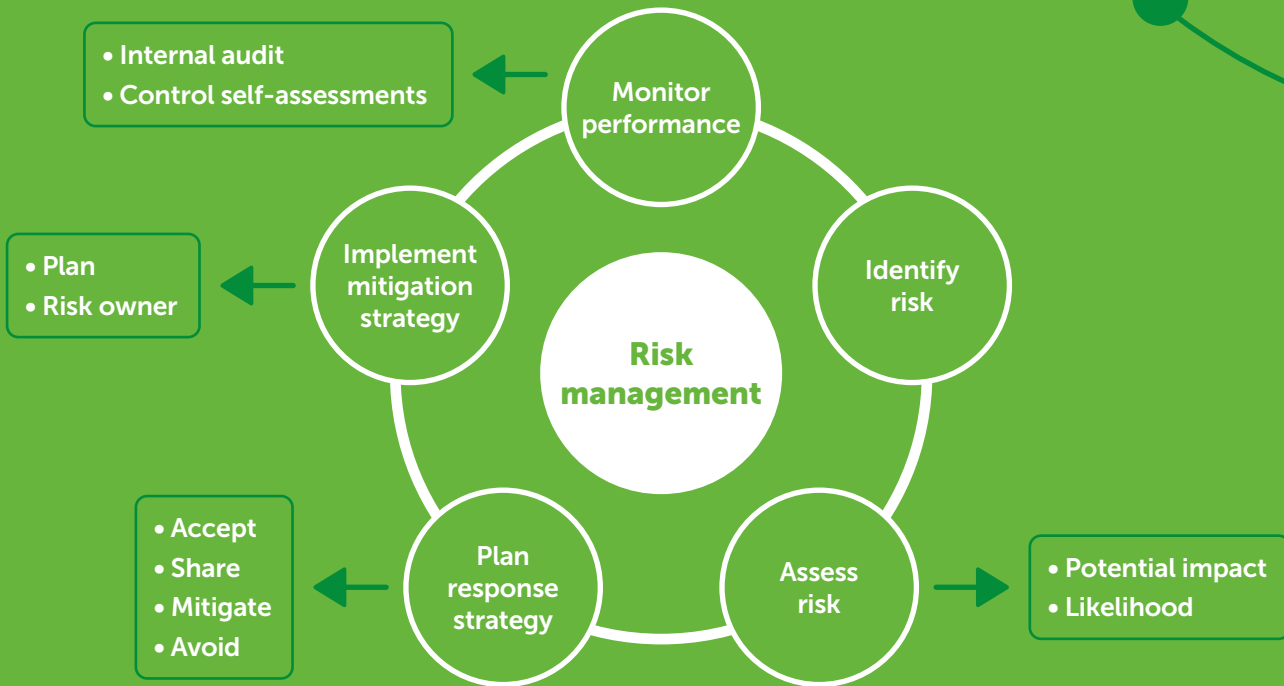 • Internal audit
• Control self-assessments
Monitor
performance
• Plan
• Risk owner
Implement
mitigation
strategy
Identify
risk
Risk
management
• Accept
• Share
• Mitigate
• Avoid
Plan
response
strategy
Assess
risk
• Potential impact
• Likelihood